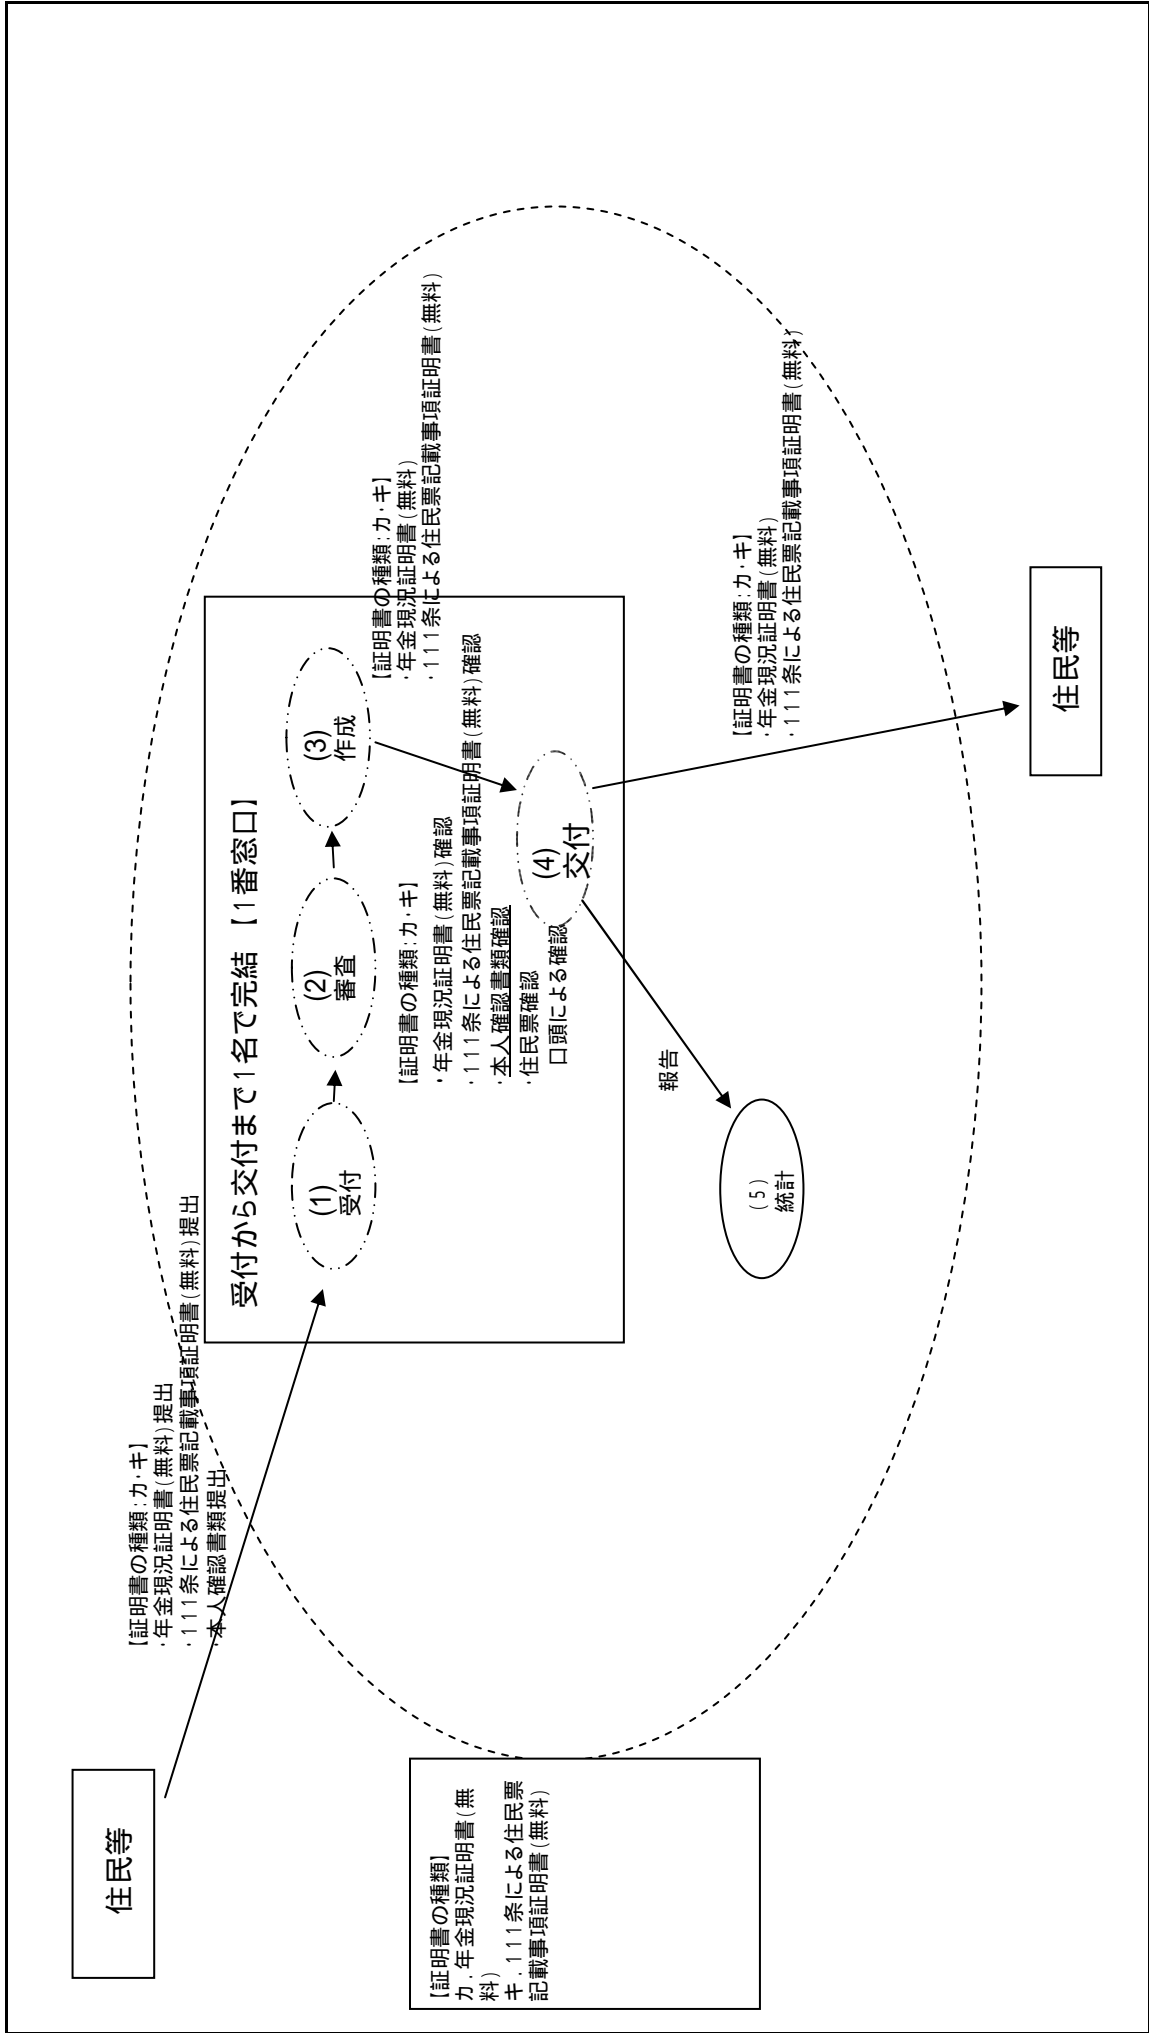 住民等
【証明書の種類:カ・キ】
・年金現況証明書(無料)提出
・111条による住民票記載事項証明書(無料)提出
・本人確認書類提出
受付から交付まで1名で完結 【1番窓口】
(1)
受付
(2)
審査
(3)
作成
【証明書の種類:カ・キ】
・年金現況証明書(無料)
・111条による住民票記載事項証明書(無料)
【証明書の種類:カ・キ】
・年金現況証明書(無料)確認
・111条による住民票記載事項証明書(無料)確認
・本人確認書類確認
・住民票確認
口頭による確認
(4)
交付
報告
(5)
統計
【証明書の種類:カ・キ】
・年金現況証明書(無料)
・111条による住民票記載事項証明書(無料)
住民等
【証明書の種類】
カ.年金現況証明書(無
料)
キ.111条による住民票
記載事項証明書(無料)